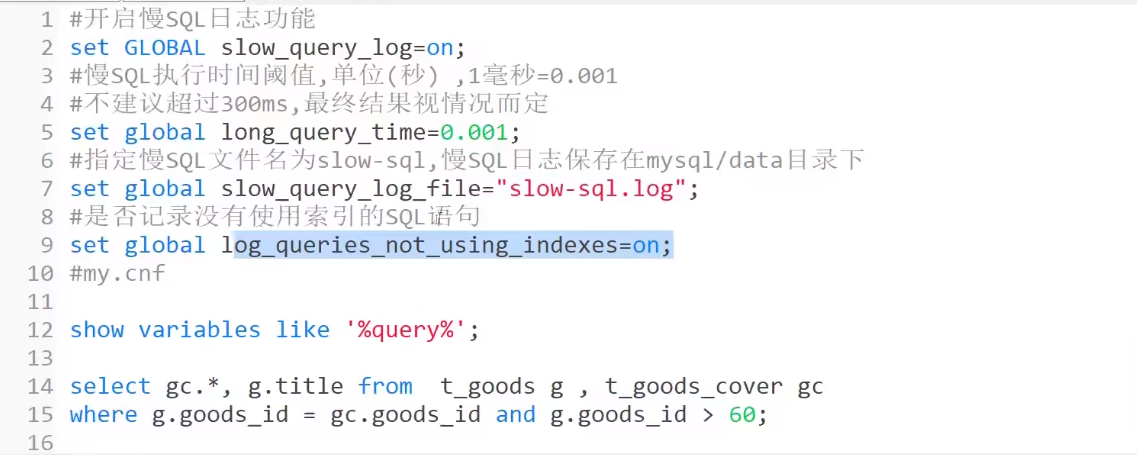 1 #开启慢SQL日志功能
2 set GLOBAL slow_query_log=on;
3 #慢SQL执行时间阈值,单位(秒) ,1毫秒=0.001
4 #不建议超过300ms,最终结果视情况而定
5 set global long_query_time=0.001;
6 #指定慢SQL文件名为slow-sql,慢SQL日志保存在mysql/data目录下
7 set global slow_query_log_file="slow-sql.log";
8 #是否记录没有使用索引的SQL语句
9 set global log_queries_not_using_indexes=on;
10 #my.cnf
11
12 show variables like '%query%';
13
14 select gc.*, g.title from  t_goods g , t_goods_cover gc
15 where g.goods_id = gc.goods_id and g.goods_id > 60;
16